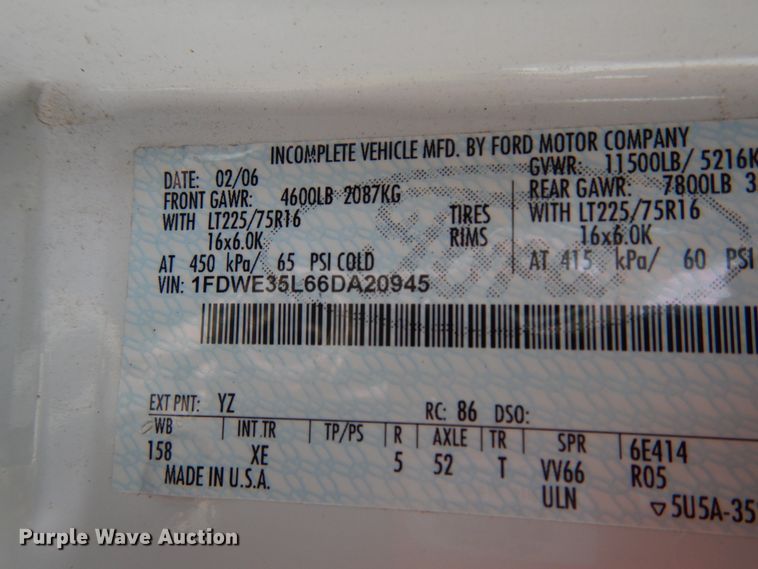 INCOMPLETE VEHICLE MFD. BY FORD MOTOR COMPANY
DATE: 02/06 GVWR: 11500LB/ 5216K
FRONT GAWR: 4600LB 2087KG REAR GAWR: 7800LB 3
WITH LT225/75R16 TIRES WITH LT225/75R16
16x6.0K RIMS 16x6.0K
AT 450 kPa/ 65 PSI COLD AT 415 kPa/ 60 PSI
VIN: 1FDWE35L66DA20945
EXT PNT: YZ RC: 86 DSO:
WB INT TR TP/PS R AXLE TR SPR 6E414
158 XE 5 52 T VV66 R05
MADE IN U.S.A. ULN 5U5A-35
Purple Wave Auction